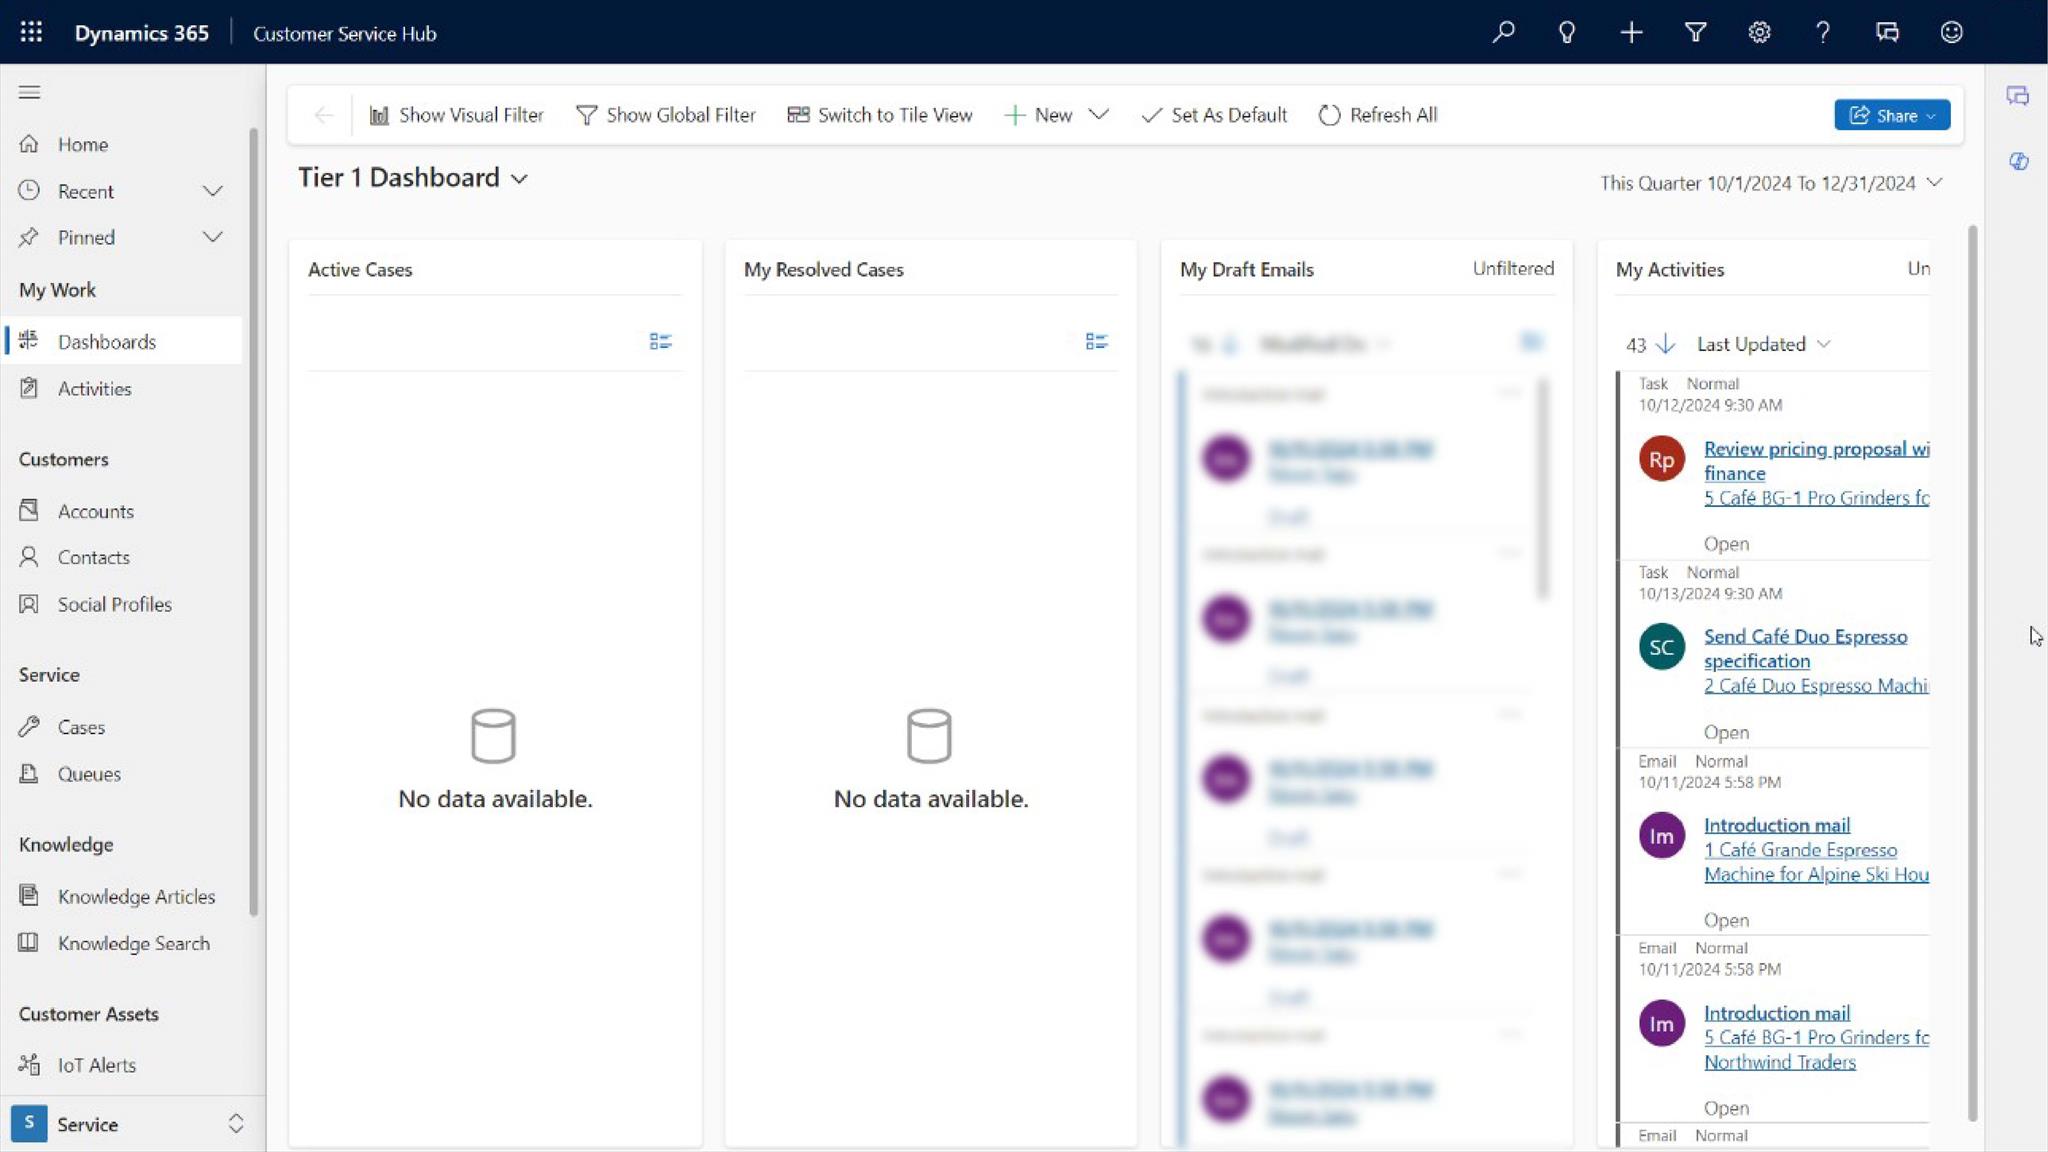 Dynamics 365
Customer Service Hub
Show Visual Filter
Show Global Filter
Switch to Tile View
New
Set As Default
Refresh All
Share
Home
Recent
Pinned
My Work
Dashboards
Activities
Customers
Accounts
Contacts
Social Profiles
Service
Cases
Queues
Knowledge
Knowledge Articles
Knowledge Search
Customer Assets
IoT Alerts
S
Service
Tier 1 Dashboard
This Quarter 10/1/2024 To 12/31/2024
Active Cases
No data available.
My Resolved Cases
No data available.
My Draft Emails
Unfiltered
My Activities
Un
43
Last Updated
Task Normal
10/12/2024 9:30 AM
Rp
Review pricing proposal wi
finance
5 Café BG-1 Pro Grinders fo
Open
Task Normal
10/13/2024 9:30 AM
SC
Send Café Duo Espresso
specification
2 Café Duo Espresso Machi
Open
Email Normal
10/11/2024 5:58 PM
Im
Introduction mail
1 Café Grande Espresso
Machine for Alpine Ski Hou
Open
Email Normal
10/11/2024 5:58 PM
Im
Introduction mail
5 Café BG-1 Pro Grinders fo
Northwind Traders
Open
Email Normal